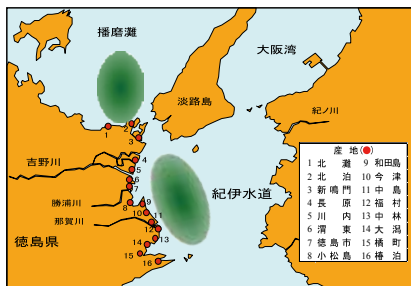 播磨灘
大阪湾
淡路島
紀ノ川
吉野川
紀伊水道
勝浦川
那賀川
徳島県
1
2
3
4
5
6
7
8
9
10
11
12
13
14
15
16
産 地(●)
1 北灘 9 和田島
2 北泊 10 今津
3 新鳴門 11 中島
4 長原 12 福村
5 川内 13 中林
6 渭東 14 大潟
7 徳島市 15 橘町
8 小松島 16 椿泊